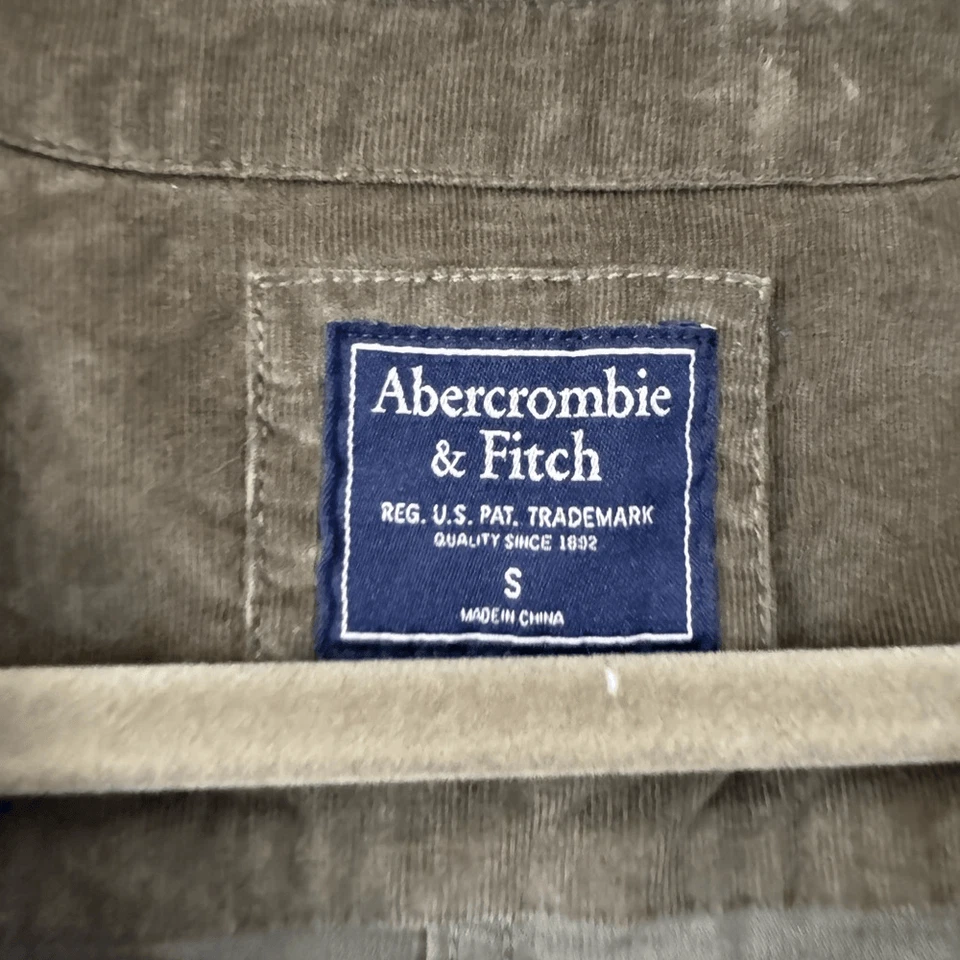 Abercrombie
& Fitch
REG. U.S. PAT. TRADEMARK
QUALITY SINCE 1892
S
MADE IN CHINA